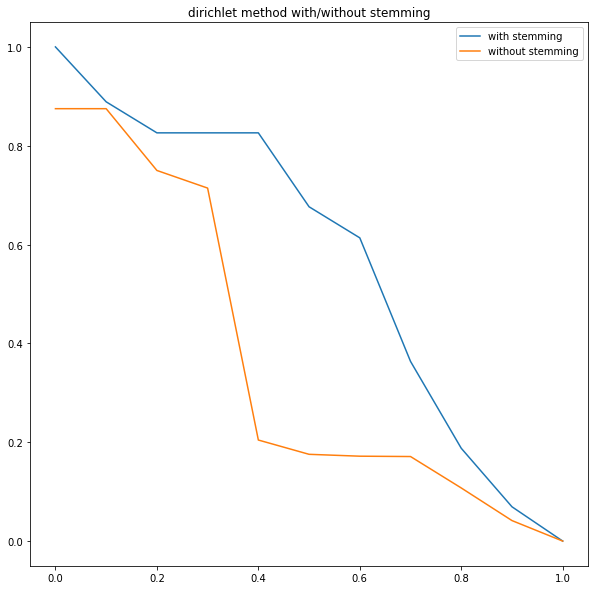 dirichlet method with/without stemming
with stemming
without stemming
1.0
0.8
0.6
0.4
0.2
0.0
0.0 0.2 0.4 0.6 0.8 1.0